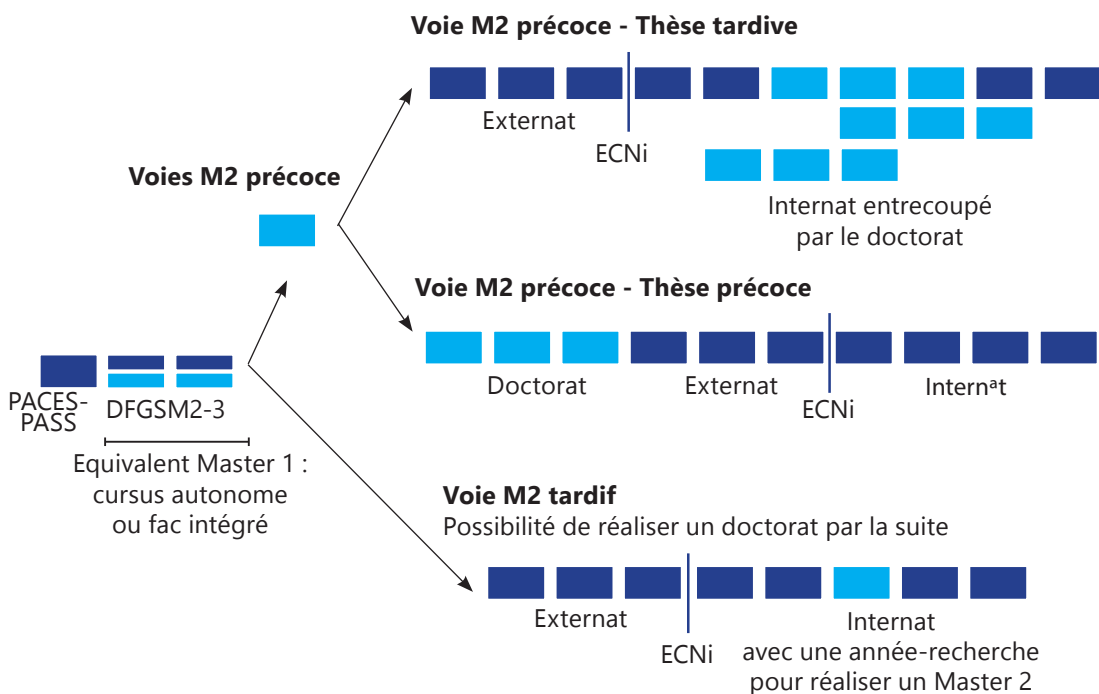 Voie M2 précoce - Thèse tardive
Externat
ECNi
Internat entrecoupé
par le doctorat
Voies M2 précoce
Voie M2 précoce - Thèse précoce
Doctorat
Externat
ECNi
Internᵃt
PACES-
PASS
DFGSM2-3
Equivalent Master 1 :
cursus autonome
ou fac intégré
Voie M2 tardif
Possibilité de réaliser un doctorat par la suite
Externat
ECNi
Internat
avec une année-recherche
pour réaliser un Master 2